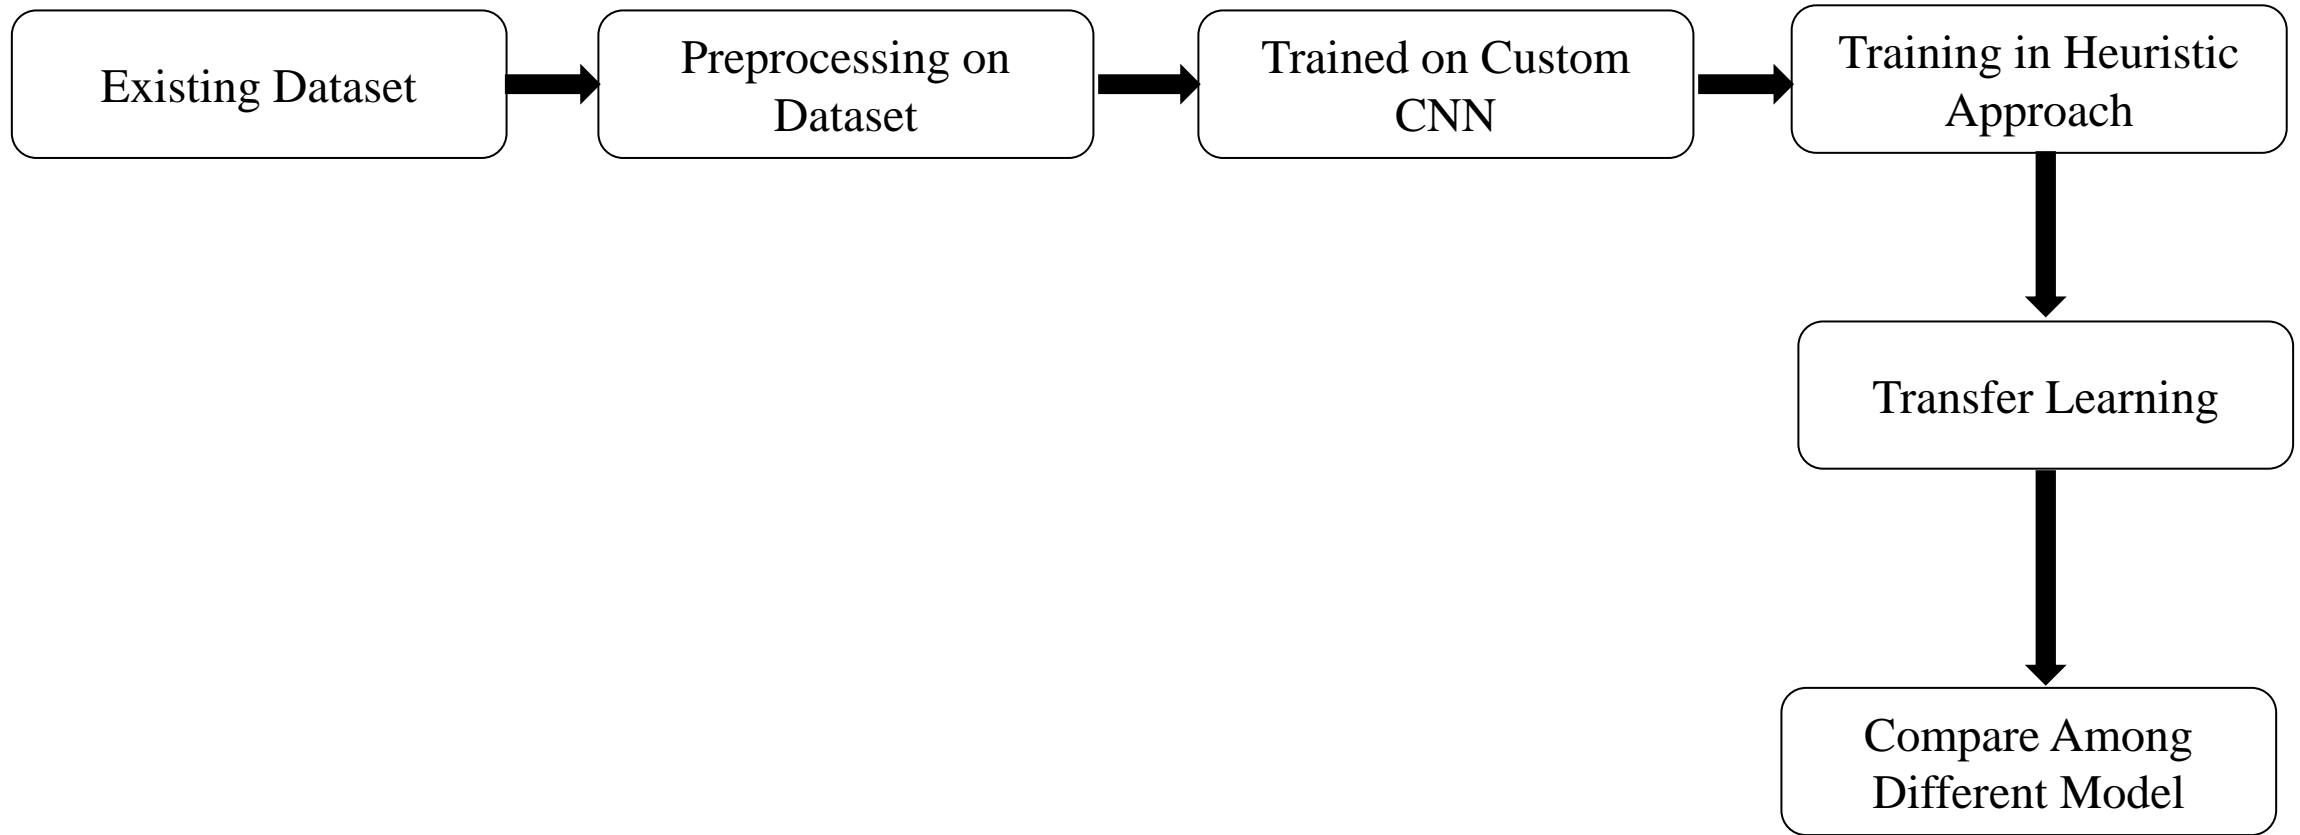 Existing Dataset
Preprocessing on
Dataset
Trained on Custom
CNN
Training in Heuristic
Approach
Transfer Learning
Compare Among
Different Model